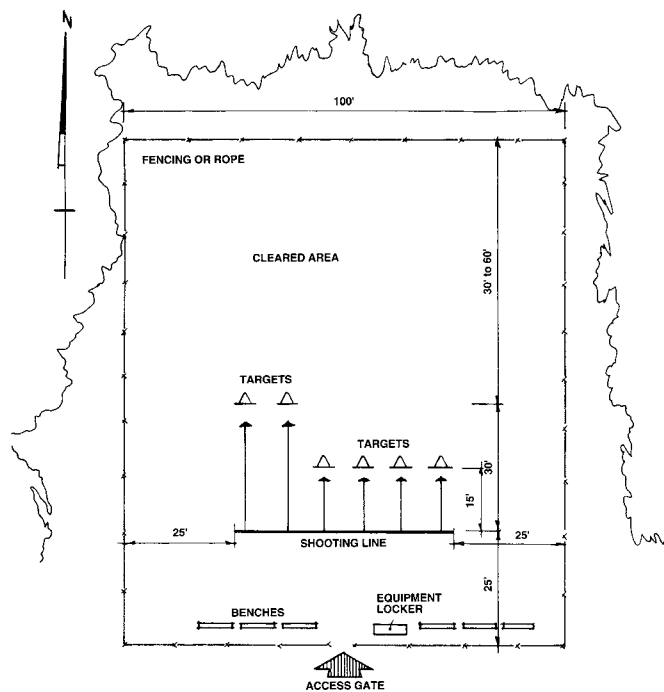 N
100'
FENCING OR ROPE
CLEARED AREA
30' to 60'
TARGETS
TARGETS
30'
15'
25'
SHOOTING LINE
25'
25'
BENCHES
EQUIPMENT
LOCKER
ACCESS GATE